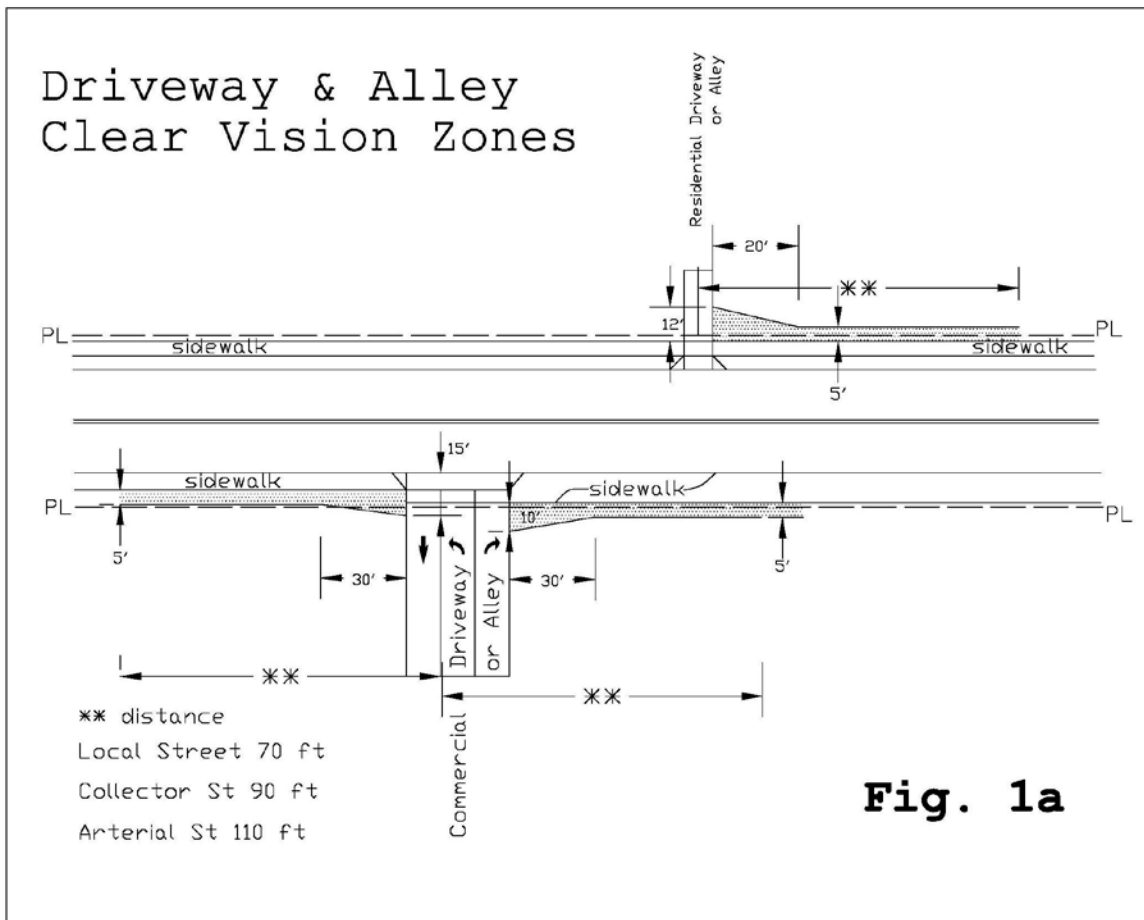 Driveway & Alley
Clear Vision Zones
Residential Driveway
or Alley
20'
**
12'
PL
PL
sidewalk
sidewalk
5'
15'
sidewalk
sidewalk
PL
10'
PL
5'
5'
30'
30'
Driveway
or Alley
**
**
Commercial
** distance
Local Street 70 ft
Collector St 90 ft
Arterial St 110 ft
Fig. 1a